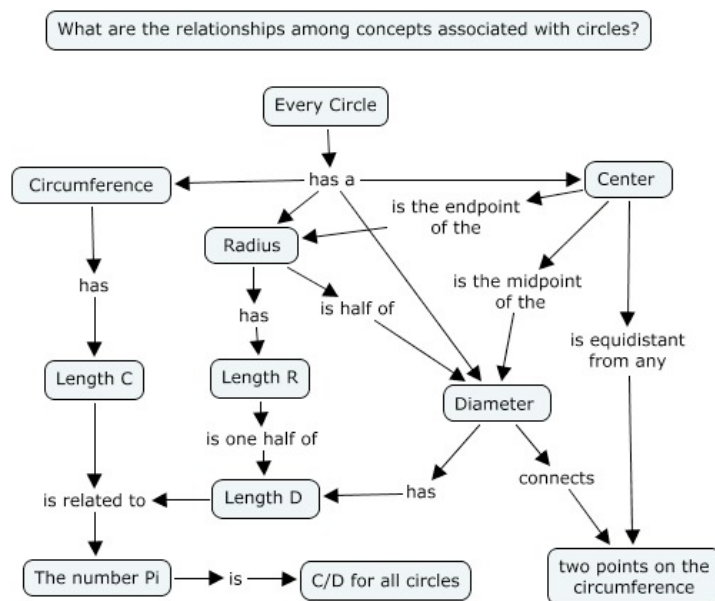 What are the relationships among concepts associated with circles?
Every Circle
Circumference
has a
Center
is the endpoint
of the
Radius
has
has
is half of
is the midpoint
of the
is equidistant
from any
Length C
Length R
Diameter
is one half of
is related to
Length D
has
connects
The number Pi
is
C/D for all circles
two points on the
circumference